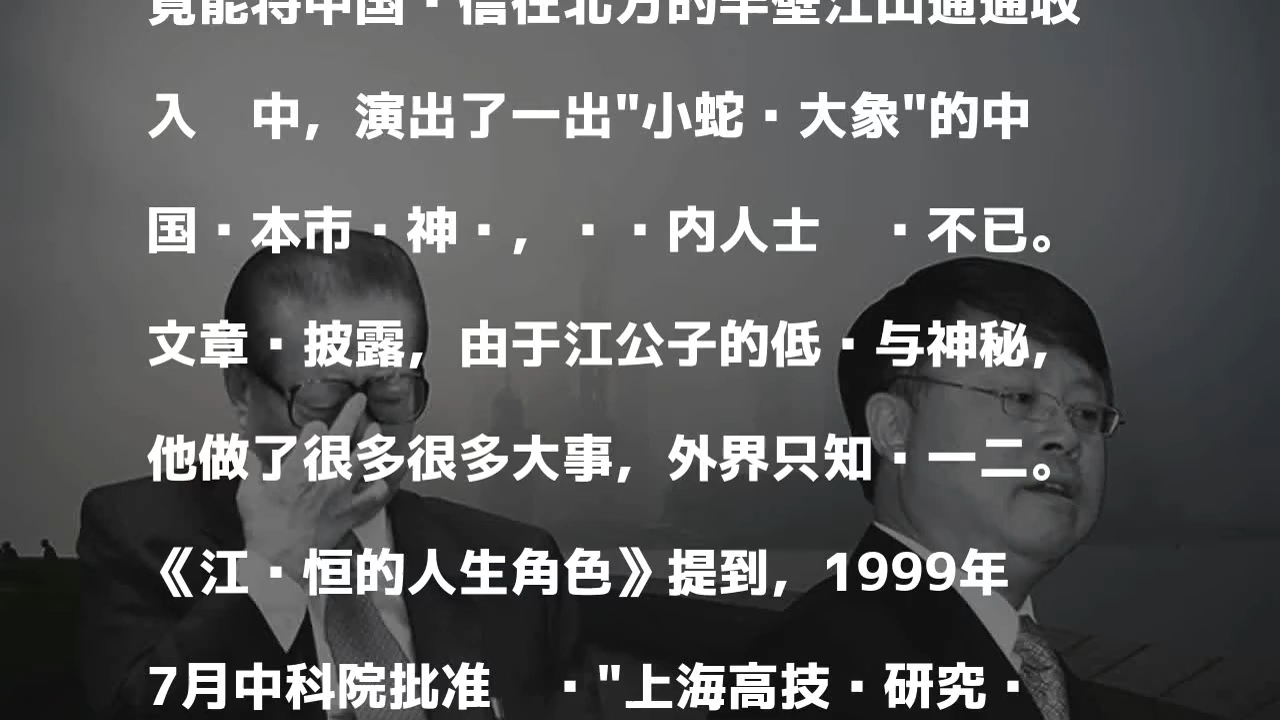 竟能将中国·信在北方的半壁江山通通收
入　中，演出了一出"小蛇·大象"的中
国·本市·神·，··内人士　·不已。
文章·披露，由于江公子的低·与神秘，
他做了很多很多大事，外界只知·一二。
《江·恒的人生角色》提到，1999年
7月中科院批准　·"上海高技·研究·